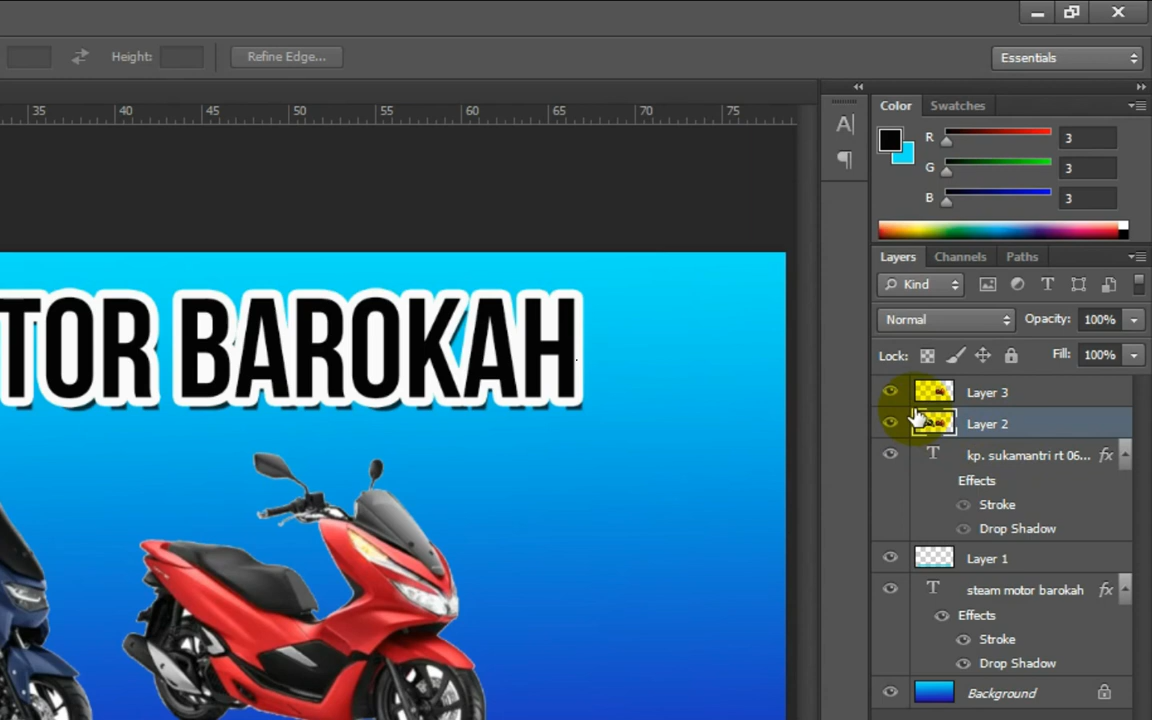 Height:
Refine Edge...
Essentials
35 40 45 50 55 60 65 70 75
Color Swatches
R 3
G 3
B 3
Layers Channels Paths
Kind T
Normal Opacity: 100%
Lock: Fill: 100%
TOR BAROKAH
Layer 3
Layer 2
T kp. sukamantri rt 06... fx
Effects
Stroke
Drop Shadow
Layer 1
T steam motor barokah fx
Effects
Stroke
Drop Shadow
Background